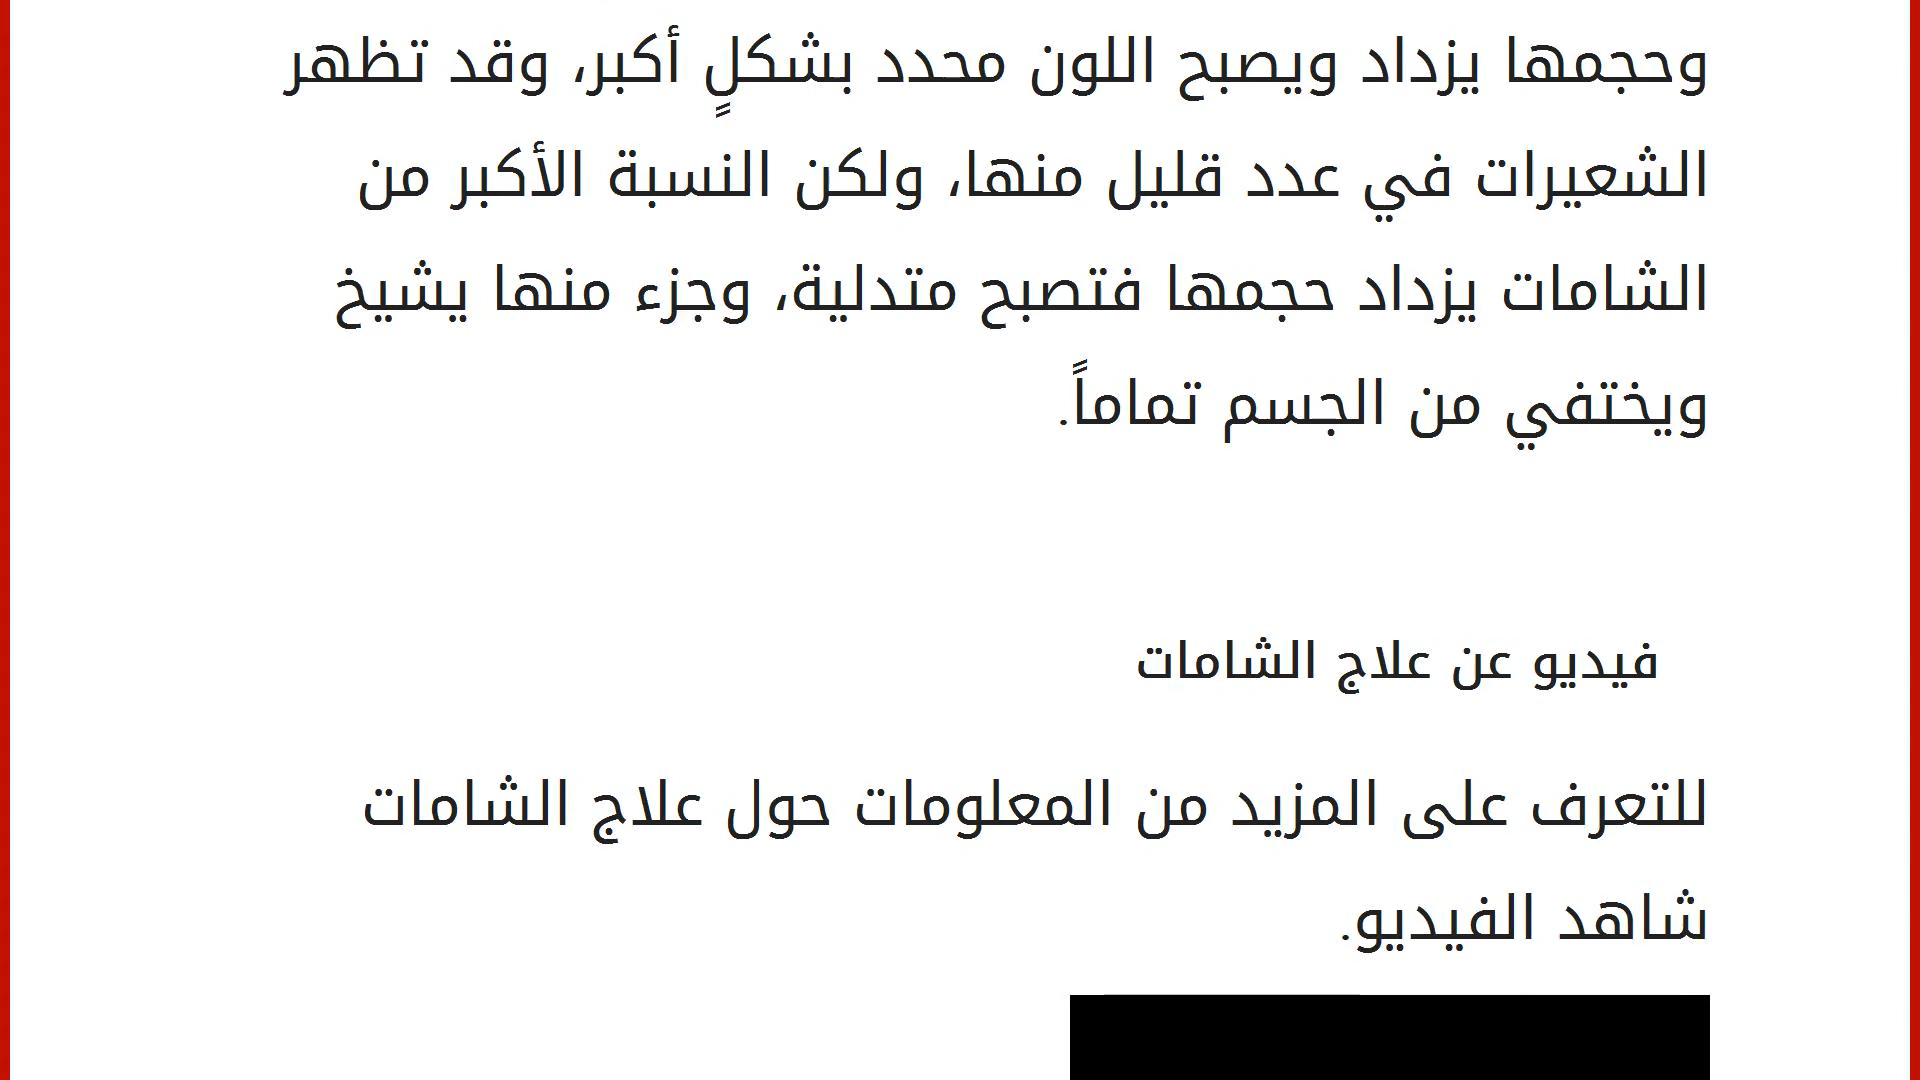 وحجمها يزداد ويصبح اللون محدد بشكلٍ أكبر، وقد تظهر
الشعيرات في عدد قليل منها، ولكن النسبة الأكبر من
الشامات يزداد حجمها فتصبح متدلية، وجزء منها يشيخ
ويختفي من الجسم تماماً.
فيديو عن علاج الشامات
للتعرف على المزيد من المعلومات حول علاج الشامات
شاهد الفيديو.